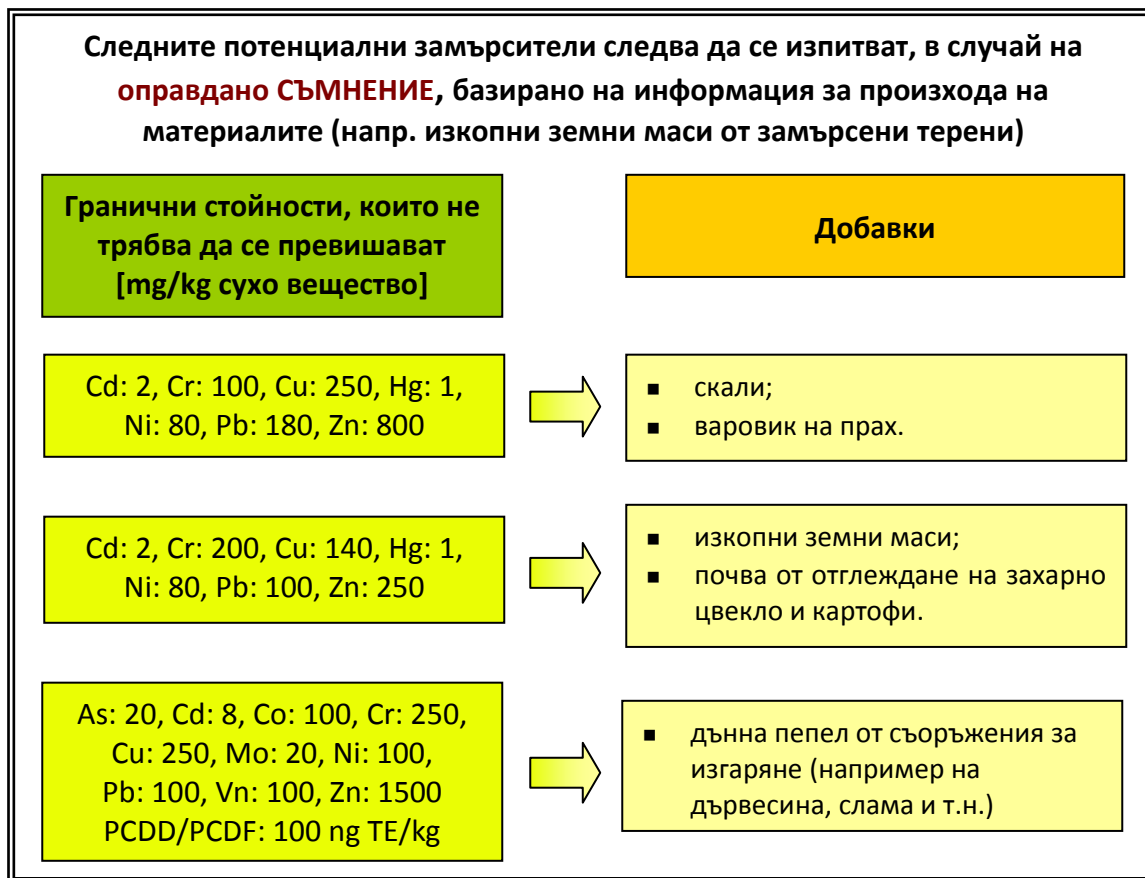 Следните потенциални замърсители следва да се изпитват, в случай на
оправдано СЪМНЕНИЕ, базирано на информация за произхода на
материалите (напр. изкопни земни маси от замърсени терени)
Гранични стойности, които не
трябва да се превишават
[mg/kg сухо вещество]
Добавки
Cd: 2, Cr: 100, Cu: 250, Hg: 1,
Ni: 80, Pb: 180, Zn: 800
▪ скали;
▪ варовик на прах.
Cd: 2, Cr: 200, Cu: 140, Hg: 1,
Ni: 80, Pb: 100, Zn: 250
▪ изкопни земни маси;
▪ почва от отглеждане на захарно
цвекло и картофи.
As: 20, Cd: 8, Co: 100, Cr: 250,
Cu: 250, Mo: 20, Ni: 100,
Pb: 100, Vn: 100, Zn: 1500
PCDD/PCDF: 100 ng TE/kg
▪ дънна пепел от съоръжения за
изгаряне (например на
дървесина, слама и т.н.)